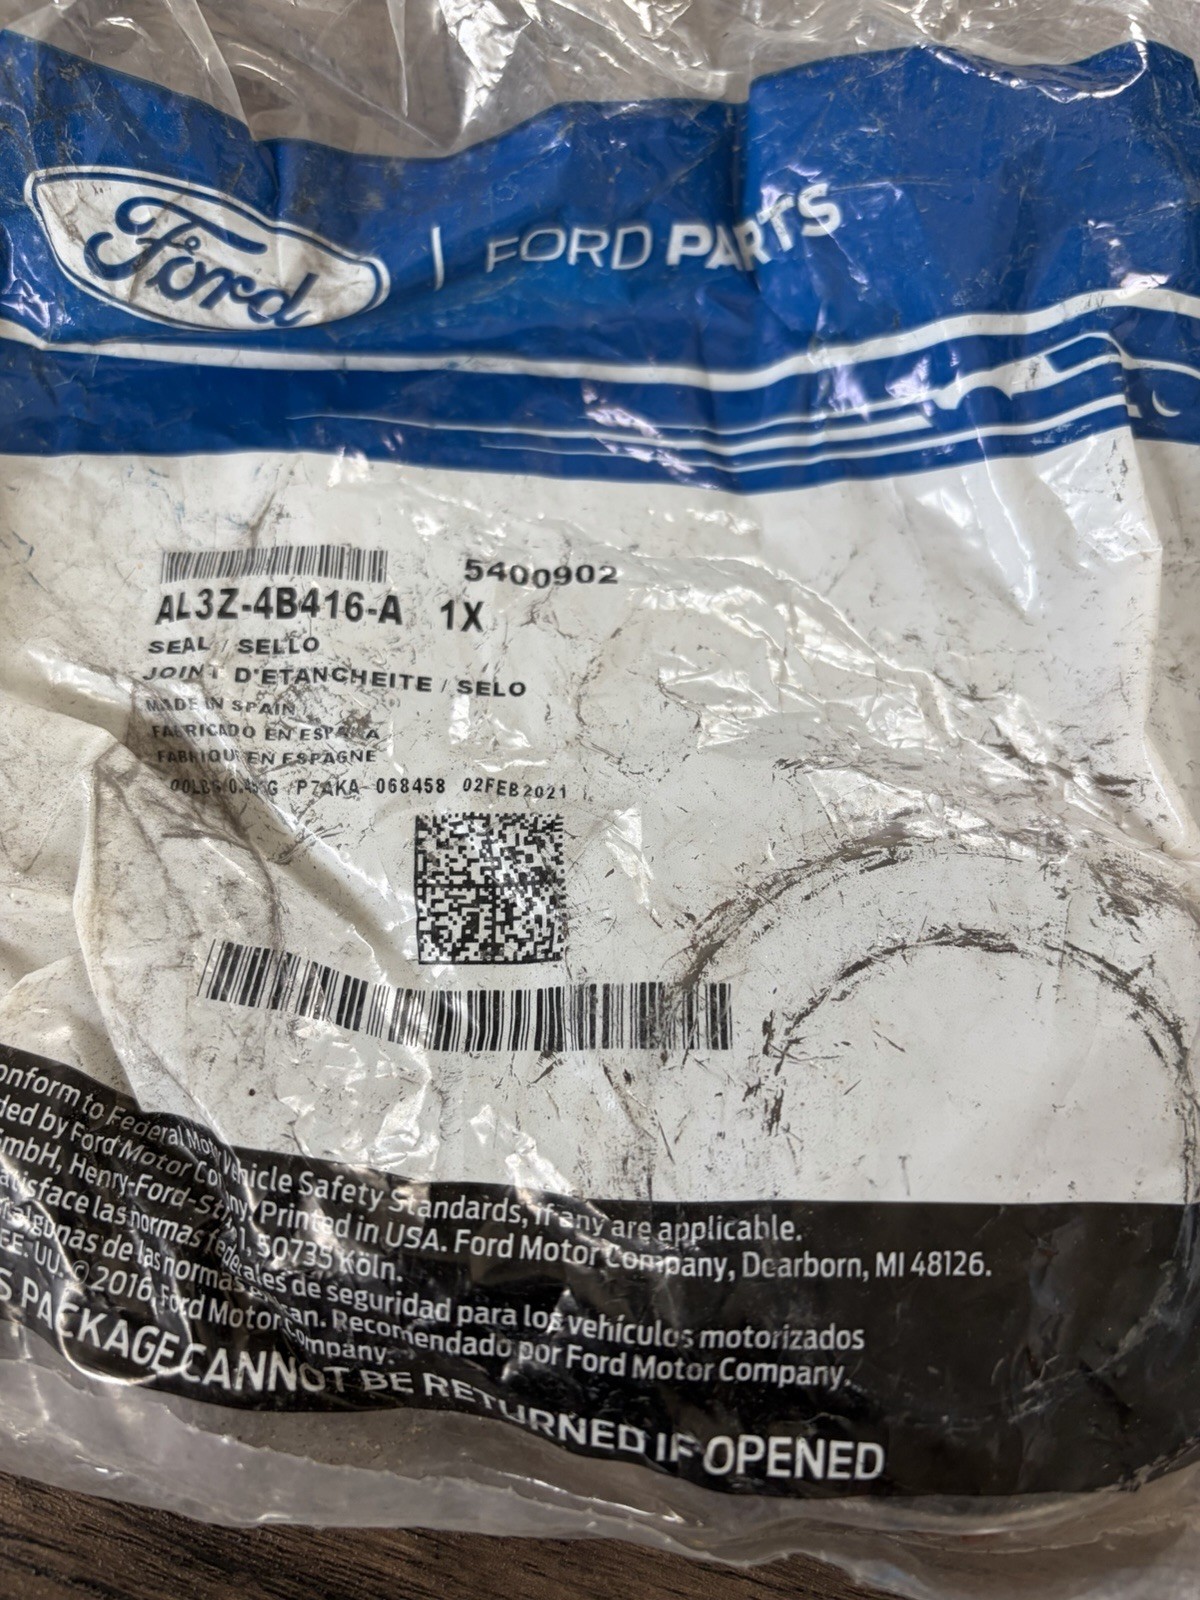 Ford | FORD PARTS
5400902
AL3Z-4B416-A 1X
SEAL / SELLO
JOINT D'ETANCHEITE / SELO
MADE IN SPAIN
FABRICADO EN ESPAÑA
FABRIQUE EN ESPAGNE
P7AKA 068458 02FEB2021
onform to Federal Motor Vehicle Safety Standards, if any are applicable.
ded by Ford Motor Company. Printed in USA. Ford Motor Company, Dearborn, MI 48126.
mbH, Henry-Ford-Str. 1, 50735 Köln.
atisface las normas federales de seguridad para los vehículos motorizados
algunas de las normas Recomendado por Ford Motor Company.
EE. UU. © 2016, Ford Motor Company.
S PACKAGE CANNOT BE RETURNED IF OPENED